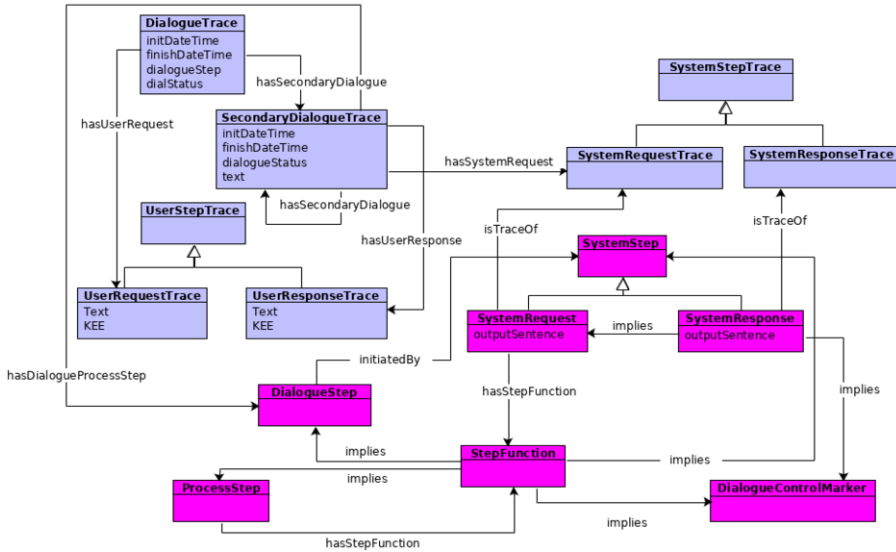 DialogueTrace
initDateTime
finishDateTime
dialogueStep
dialStatus
hasSecondaryDialogue
hasUserRequest
SecondaryDialogueTrace
initDateTime
finishDateTime
dialogueStatus
text
hasSecondaryDialogue
hasSystemRequest
hasUserResponse
SystemStepTrace
SystemRequestTrace
SystemResponseTrace
isTraceOf
isTraceOf
UserStepTrace
UserRequestTrace
Text
KEE
UserResponseTrace
Text
KEE
SystemStep
SystemRequest
outputSentence
implies
SystemResponse
outputSentence
initiatedBy
hasDialogueProcessStep
DialogueStep
hasStepFunction
implies
implies
StepFunction
implies
implies
ProcessStep
DialogueControlMarker
implies
hasStepFunction